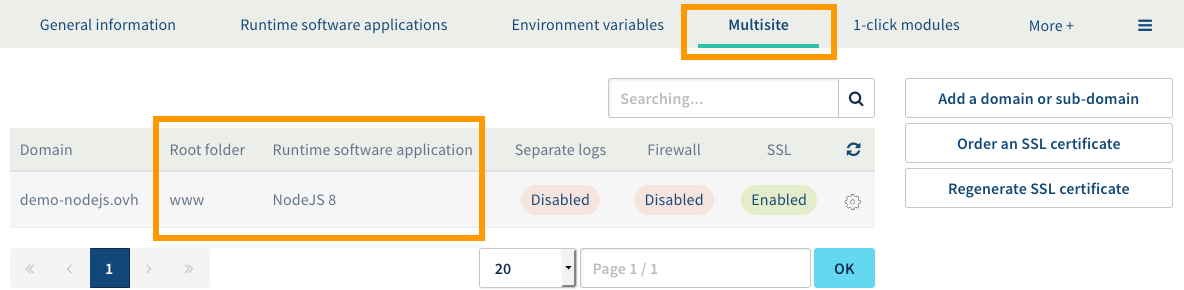 General information Runtime software applications Environment variables Multisite 1-click modules More +
Searching...
Add a domain or sub-domain
Order an SSL certificate
Regenerate SSL certificate
Domain Root folder Runtime software application Separate logs Firewall SSL
demo-nodejs.ovh www NodeJS 8 Disabled Disabled Enabled
« ‹ 1 › » 20 Page 1 / 1 OK